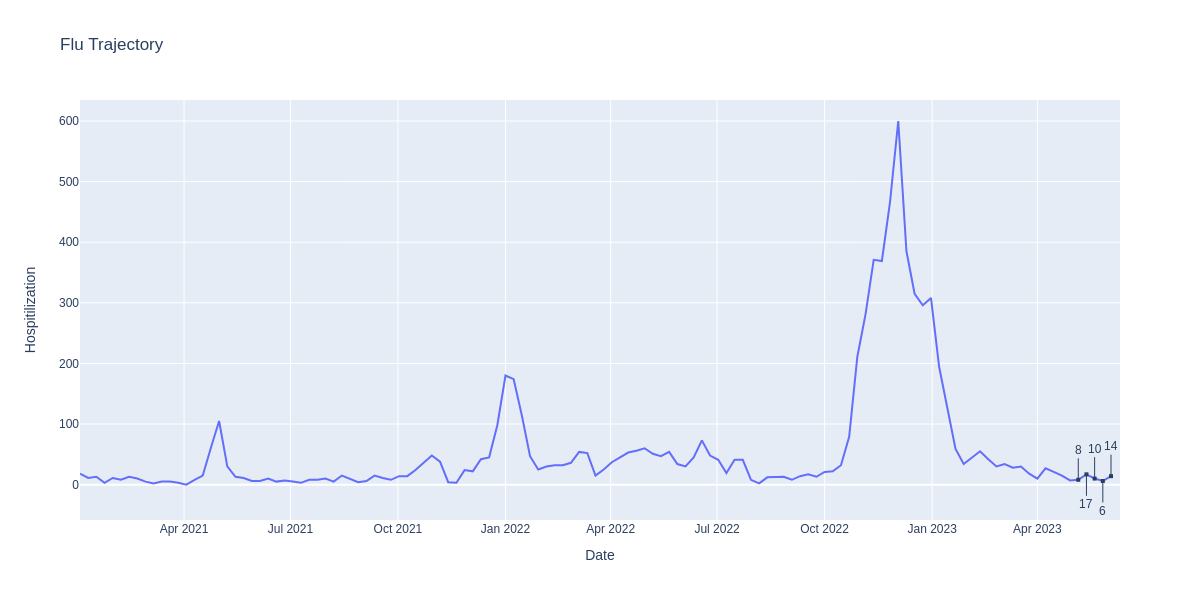 Flu Trajectory
Hospitilization
600
500
400
300
200
100
0
8
10
14
17
6
Apr 2021
Jul 2021
Oct 2021
Jan 2022
Apr 2022
Jul 2022
Oct 2022
Jan 2023
Apr 2023
Date